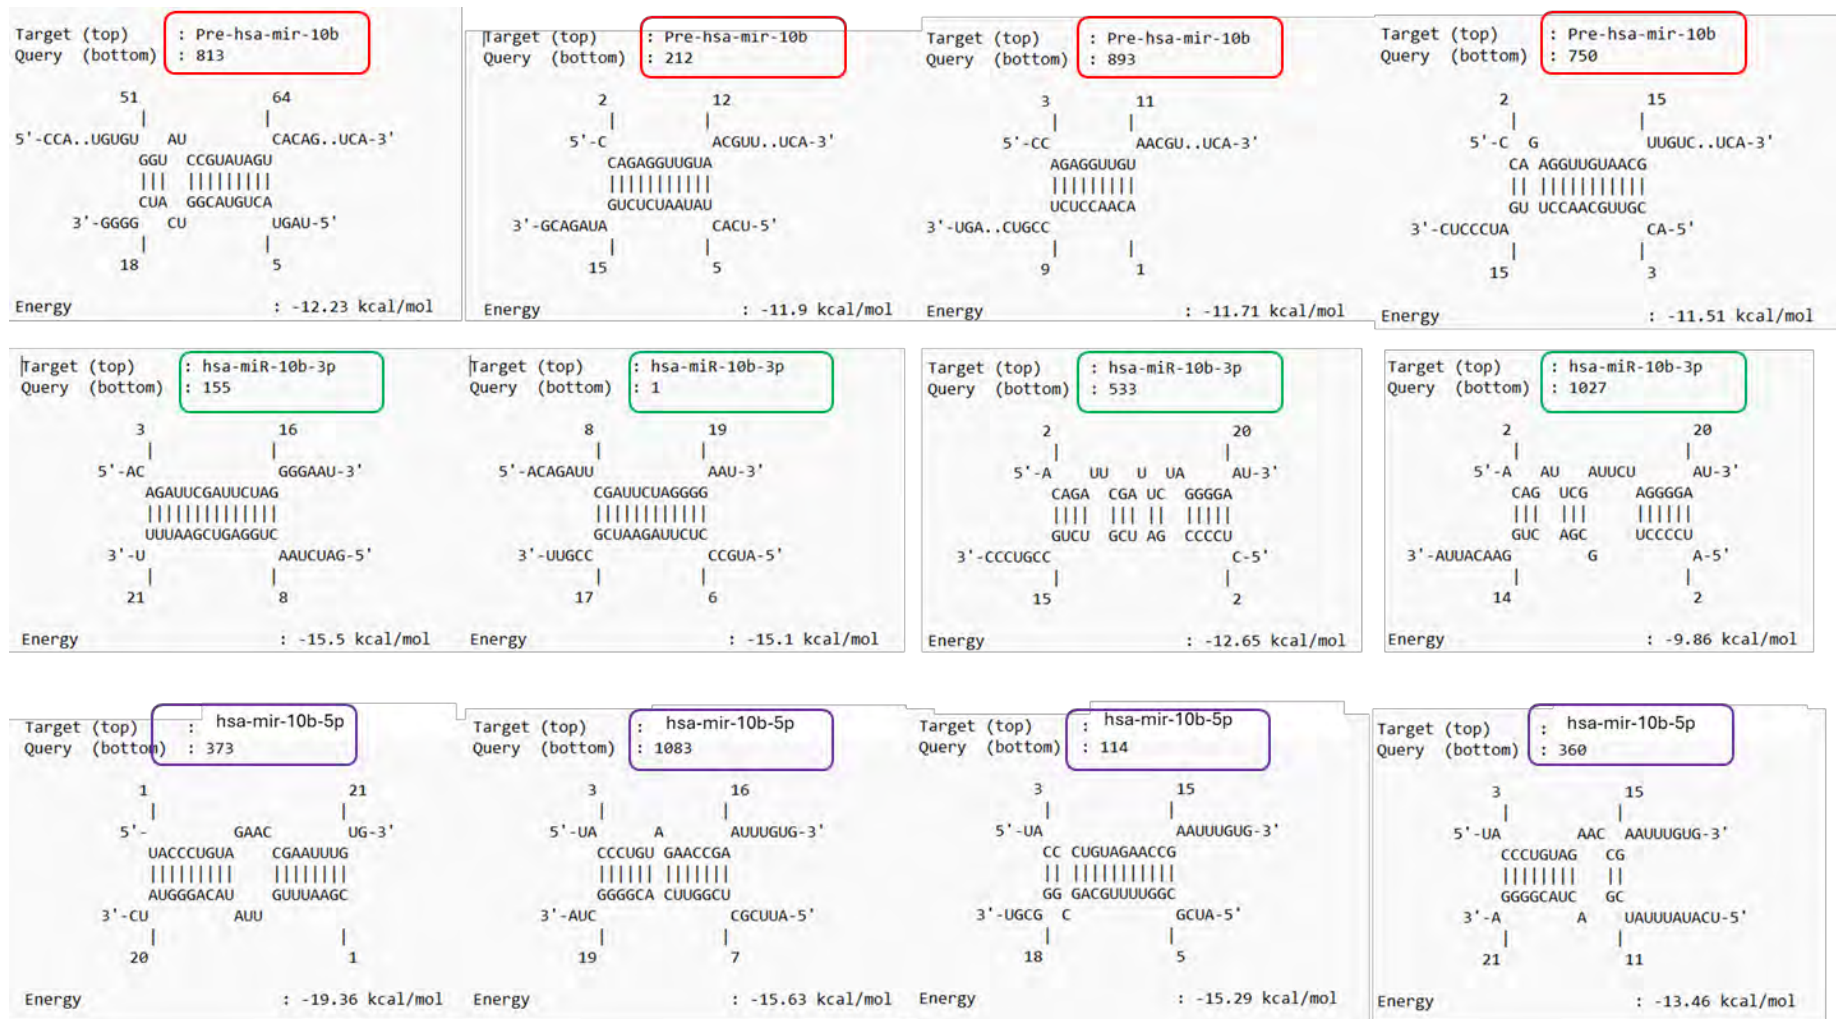 Target (top) : Pre-hsa-mir-10b
Query (bottom) : 813
51 64
| |
5'-CCA..UGUGU AU CACAG..UCA-3'
GGU CCGUAUAGU
||| |||||||||
CUA GGCAUGUCA
3'-GGGG CU UGAU-5'
| |
18 5
Energy : -12.23 kcal/mol
Target (top) : Pre-hsa-mir-10b
Query (bottom) : 212
2 12
| |
5'-C ACGUU..UCA-3'
CAGAGGUUGUA
|||||||||||
GUCUCUAAUAU
3'-GCAGAUA CACU-5'
| |
15 5
Energy : -11.9 kcal/mol
Target (top) : Pre-hsa-mir-10b
Query (bottom) : 893
3 11
| |
5'-CC AACGU..UCA-3'
AGAGGUUGU
|||||||||
UCUCCAACA
3'-UGA..CUGCC
| |
9 1
Energy : -11.71 kcal/mol
Target (top) : Pre-hsa-mir-10b
Query (bottom) : 750
2 15
| |
5'-C G UUGUC..UCA-3'
CA AGGUUGUAACG
|| |||||||||||
GU UCCAACGUUGC
3'-CUCCCUA CA-5'
| |
15 3
Energy : -11.51 kcal/mol
Target (top) : hsa-miR-10b-3p
Query (bottom) : 155
3 16
| |
5'-AC GGGAAU-3'
AGAUUCGAUUCUAG
||||||||||||||
UUUAAGCUGAGGUC
3'-U AAUCUAG-5'
| |
21 8
Energy : -15.5 kcal/mol
Target (top) : hsa-miR-10b-3p
Query (bottom) : 1
8 19
| |
5'-ACAGAUU AAU-3'
CGAUUCUAGGGG
||||||||||||
GCUAAGAUUCUC
3'-UUGCC CCGUA-5'
| |
17 6
Energy : -15.1 kcal/mol
Target (top) : hsa-miR-10b-3p
Query (bottom) : 533
2 20
| |
5'-A UU U UA AU-3'
CAGA CGA UC GGGGA
|||| ||| || |||||
GUCU GCU AG CCCCU
3'-CCCUGCC C-5'
| |
15 2
Energy : -12.65 kcal/mol
Target (top) : hsa-miR-10b-3p
Query (bottom) : 1027
2 20
| |
5'-A AU AUUCU AU-3'
CAG UCG AGGGGA
||| ||| ||||||
GUC AGC UCCCCU
3'-AUUACAAG G A-5'
| |
14 2
Energy : -9.86 kcal/mol
Target (top) : hsa-mir-10b-5p
Query (bottom) : 373
1 21
| |
5'- GAAC UG-3'
UACCCUGUA CGAAUUUG
||||||||| ||||||||
AUGGGACAU GUUUAAGC
3'-CU AUU
| |
20 1
Energy : -19.36 kcal/mol
Target (top) : hsa-mir-10b-5p
Query (bottom) : 1083
3 16
| |
5'-UA A AUUUGUG-3'
CCCUGU GAACCGA
|||||| |||||||
GGGGCA CUUGGCU
3'-AUC CGCUUA-5'
| |
19 7
Energy : -15.63 kcal/mol
Target (top) : hsa-mir-10b-5p
Query (bottom) : 114
3 15
| |
5'-UA AAUUUGUG-3'
CC CUGUAGAACCG
|| |||||||||||
GG GACGUUUUGGC
3'-UGCG C GCUA-5'
| |
18 5
Energy : -15.29 kcal/mol
Target (top) : hsa-mir-10b-5p
Query (bottom) : 360
3 15
| |
5'-UA AAC AAUUUGUG-3'
CCCUGUAG CG
|||||||| ||
GGGGCAUC GC
3'-A A UAUUUAUACU-5'
| |
21 11
Energy : -13.46 kcal/mol